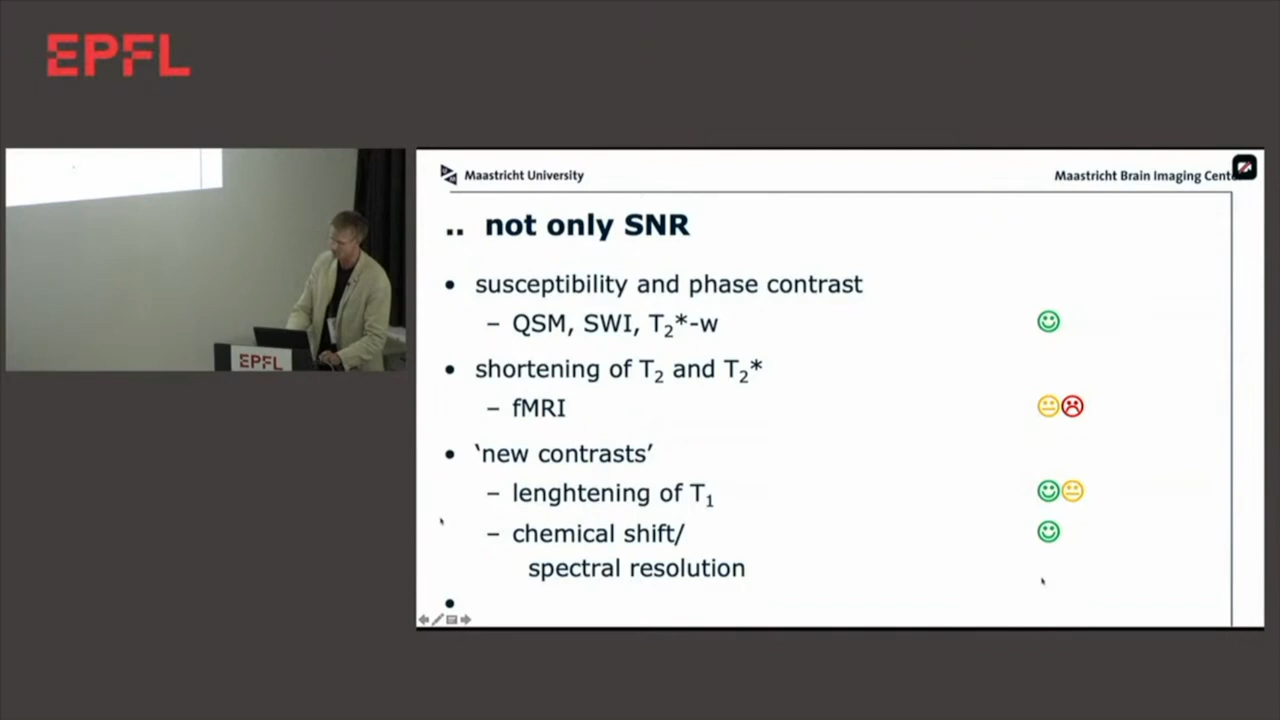 EPFL
EPFL
Maastricht University
Maastricht Brain Imaging Cent
.. not only SNR
• susceptibility and phase contrast
– QSM, SWI, T₂*-w
• shortening of T₂ and T₂*
– fMRI
• ‘new contrasts’
– lenghtening of T₁
– chemical shift/
spectral resolution
•